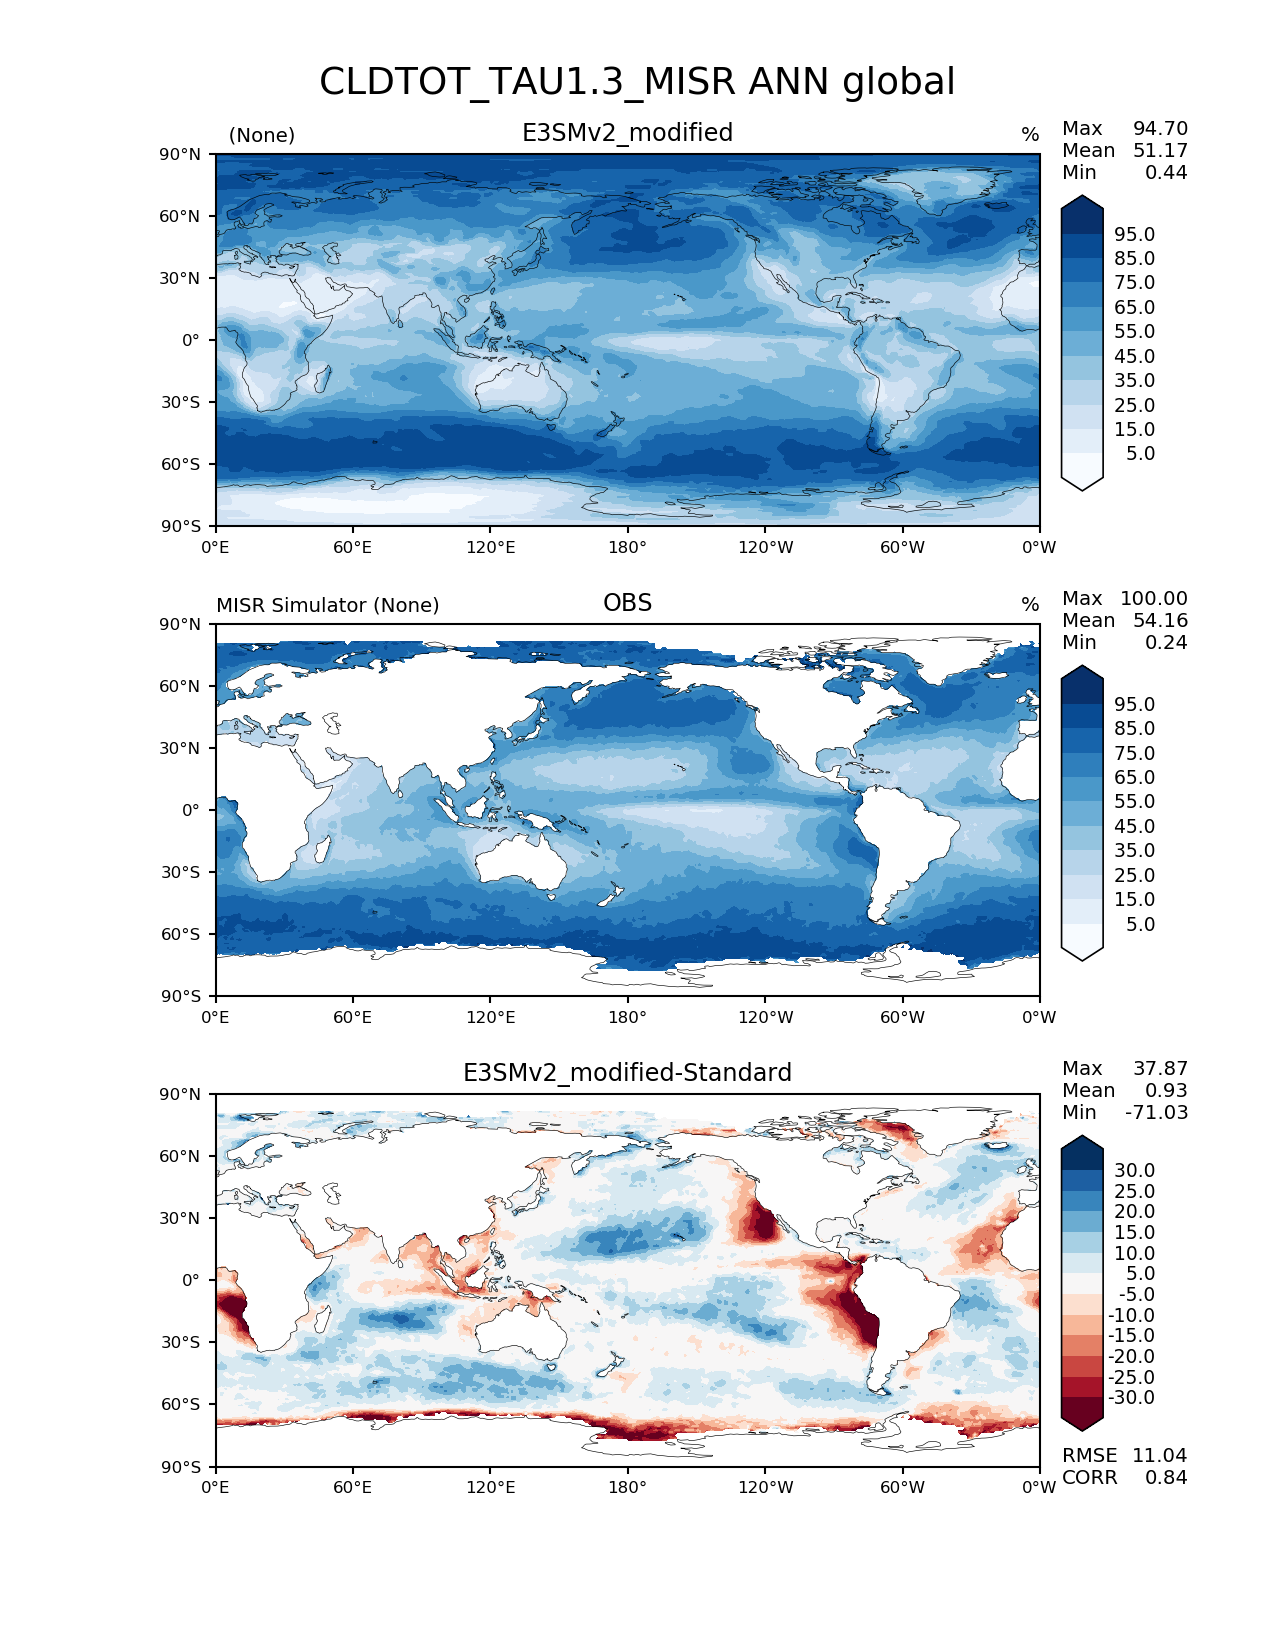 CLDTOT_TAU1.3_MISR ANN global
(None) E3SMv2_modified %
Max 94.70
Mean 51.17
Min 0.44
90°N
60°N
30°N
0°
30°S
60°S
90°S
0°E 60°E 120°E 180° 120°W 60°W 0°W
95.0
85.0
75.0
65.0
55.0
45.0
35.0
25.0
15.0
5.0
MISR Simulator (None) OBS %
Max 100.00
Mean 54.16
Min 0.24
90°N
60°N
30°N
0°
30°S
60°S
90°S
0°E 60°E 120°E 180° 120°W 60°W 0°W
95.0
85.0
75.0
65.0
55.0
45.0
35.0
25.0
15.0
5.0
E3SMv2_modified-Standard
Max 37.87
Mean 0.93
Min -71.03
90°N
60°N
30°N
0°
30°S
60°S
90°S
0°E 60°E 120°E 180° 120°W 60°W 0°W
30.0
25.0
20.0
15.0
10.0
5.0
-5.0
-10.0
-15.0
-20.0
-25.0
-30.0
RMSE 11.04
CORR 0.84